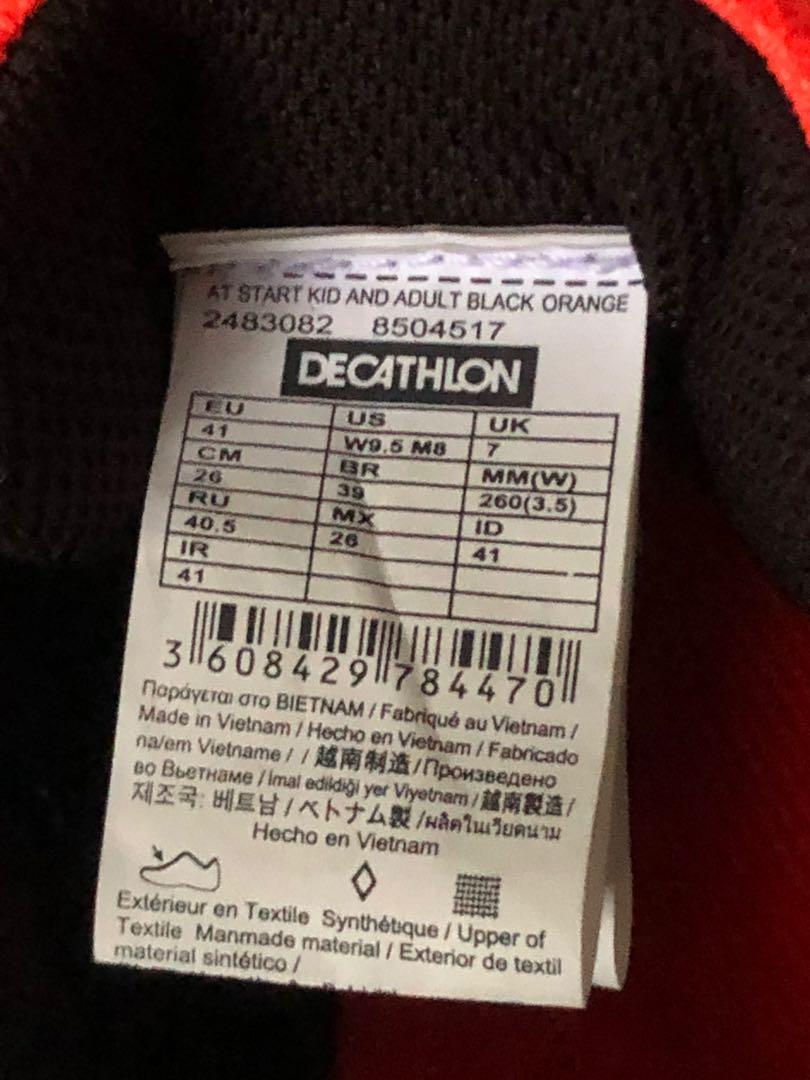 AT START KID AND ADULT BLACK ORANGE
2483082 8504517
DECATHLON
EU US UK
41 W9.5 M8 7
CM BR MM(W)
26 39 260(3.5)
RU MX ID
40.5 26 41
IR
41
3 608429 784470
Παράγεται στο ΒΙΕΤΝΑΜ / Fabriqué au Vietnam /
Made in Vietnam / Hecho en Vietnam / Fabricado
na/em Vietname / / 越南制造 / Произведено
во Вьетнаме / İmal edildiği yer Viyetnam / 越南製造 /
제조국: 베트남 / ベトナム製 / ผลิตในเวียดนาม
Hecho en Vietnam
Extérieur en Textile Synthétique / Upper of
Textile Manmade material / Exterior de textil
material sintético /